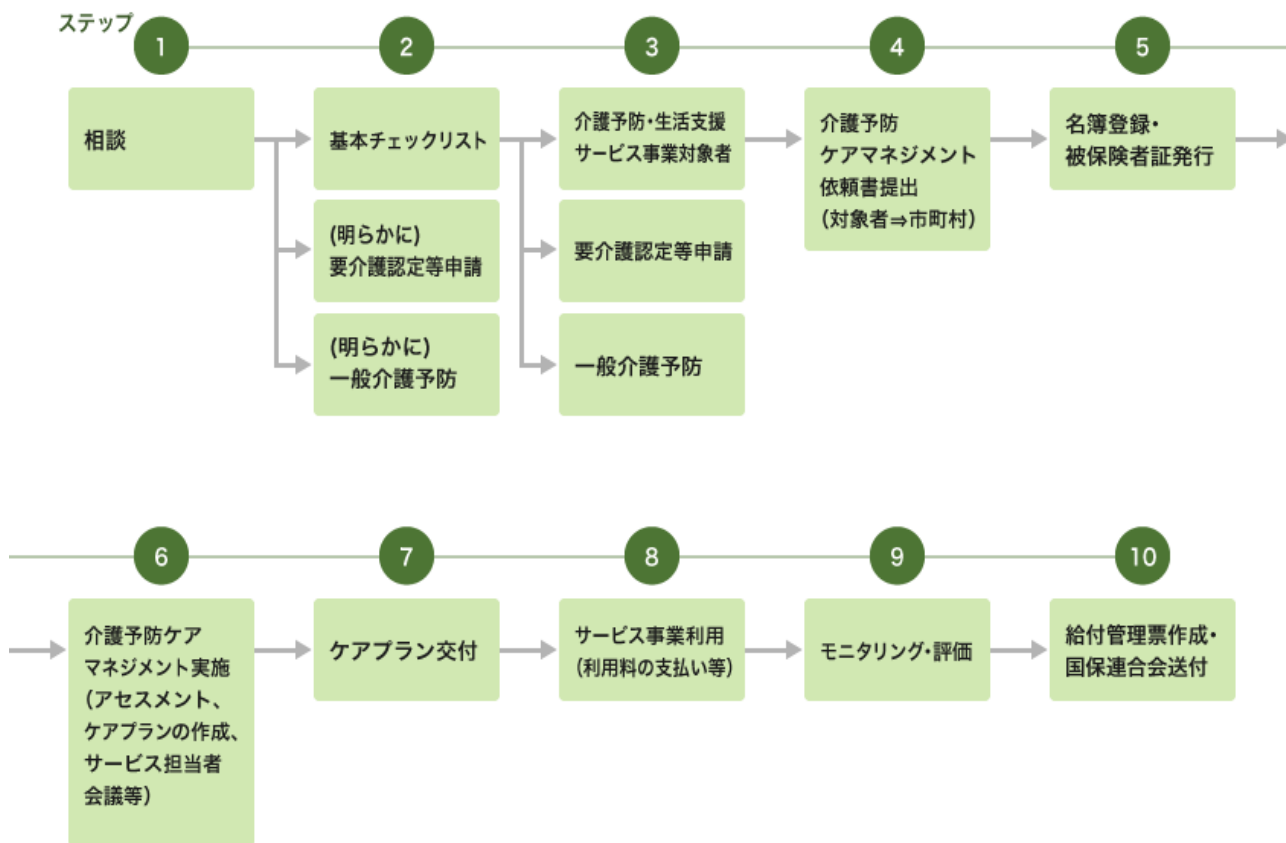 ステップ
1
2
3
4
5
相談
基本チェックリスト
(明らかに)
要介護認定等申請
(明らかに)
一般介護予防
介護予防・生活支援
サービス事業対象者
要介護認定等申請
一般介護予防
介護予防
ケアマネジメント
依頼書提出
(対象者⇒市町村)
名簿登録・
被保険者証発行
6
7
8
9
10
介護予防ケア
マネジメント実施
(アセスメント、
ケアプランの作成、
サービス担当者
会議等)
ケアプラン交付
サービス事業利用
(利用料の支払い等)
モニタリング・評価
給付管理票作成・
国保連合会送付